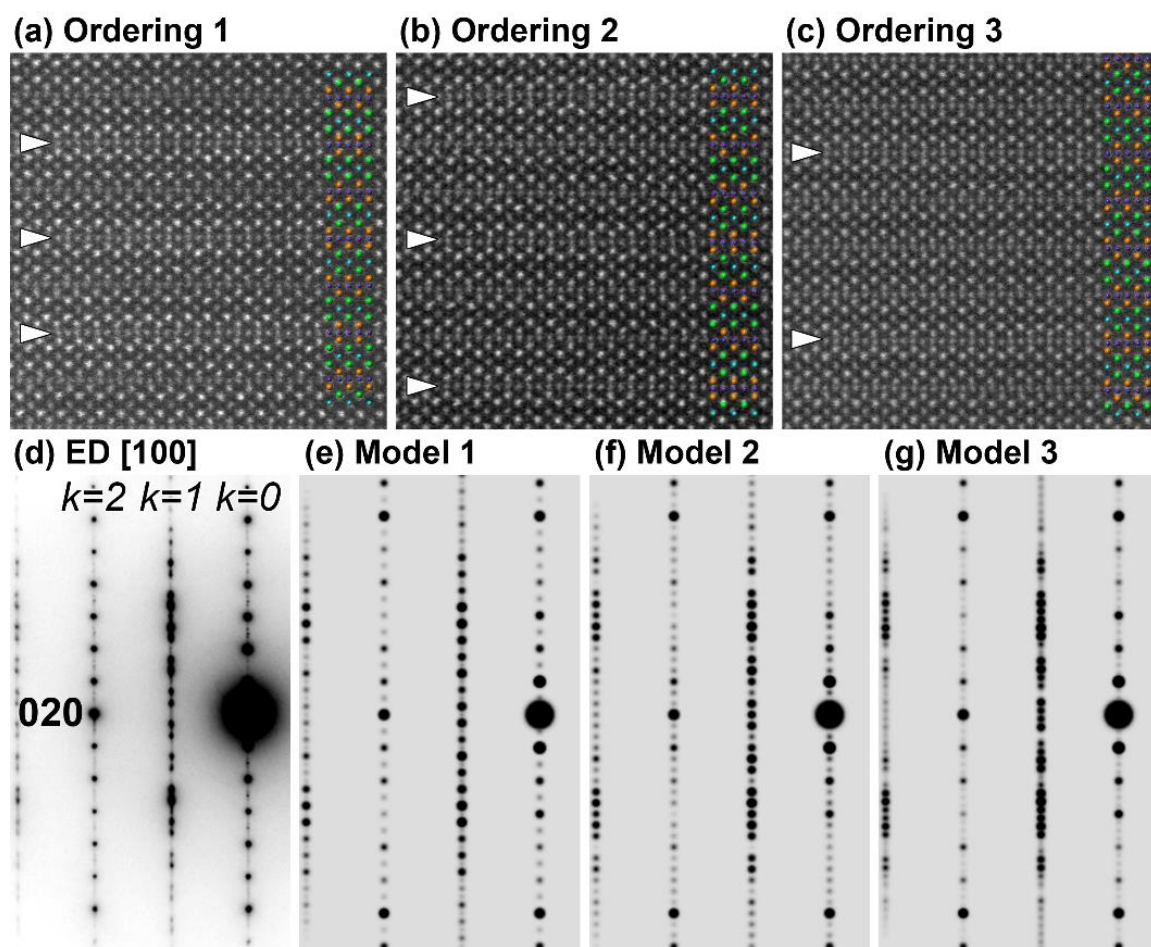 (a) Ordering 1
(b) Ordering 2
(c) Ordering 3
(d) ED [100]
k=2 k=1 k=0
020
(e) Model 1
(f) Model 2
(g) Model 3